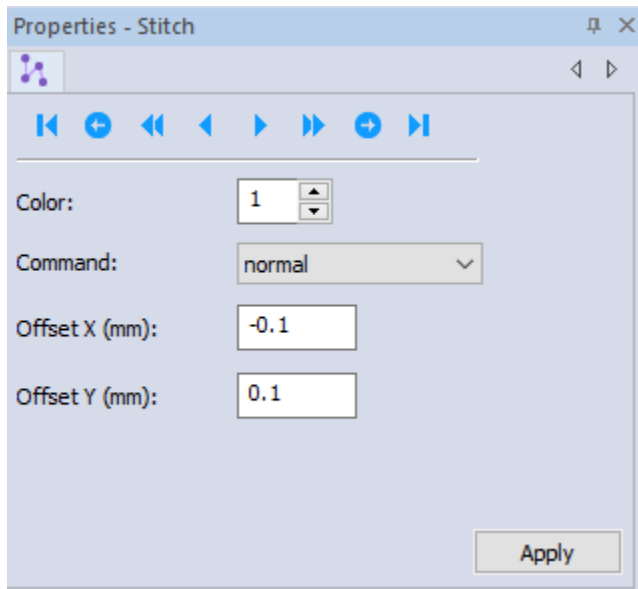 Properties - Stitch
Color:
1
Command:
normal
Offset X (mm):
-0.1
Offset Y (mm):
0.1
Apply